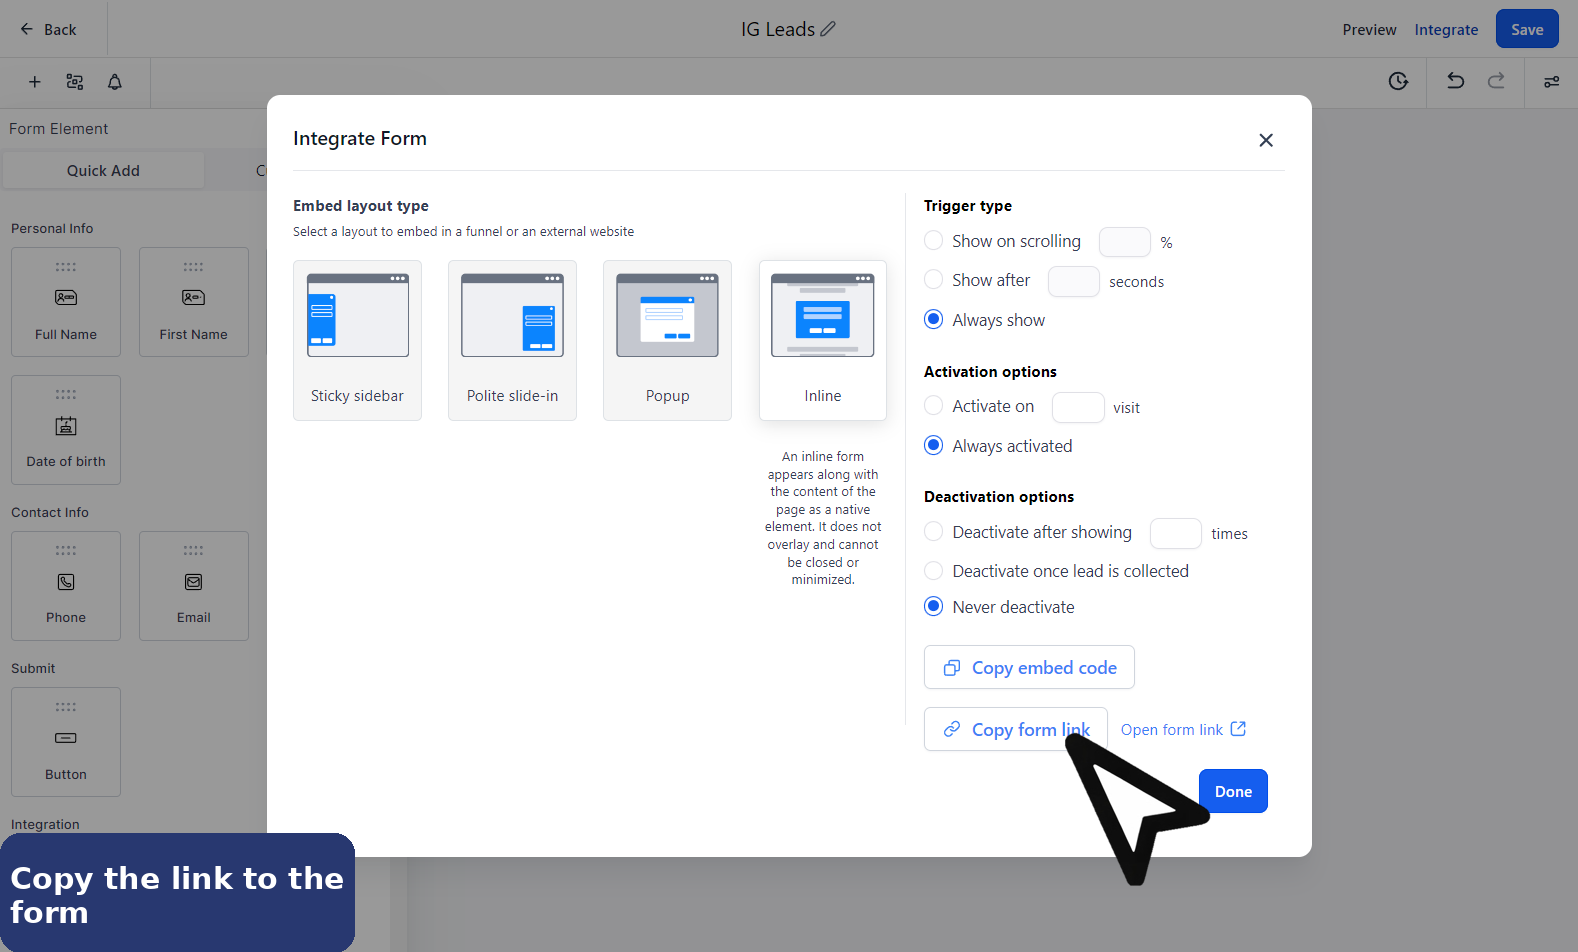 Back
IG Leads
Preview
Integrate
Save
Form Element
Quick Add
Personal Info
Full Name
First Name
Date of birth
Contact Info
Phone
Email
Submit
Button
Integration
Integrate Form
Embed layout type
Select a layout to embed in a funnel or an external website
Sticky sidebar
Polite slide-in
Popup
Inline
An inline form
appears along with
the content of the
page as a native
element. It does not
overlay and cannot
be closed or
minimized.
Trigger type
Show on scrolling %
Show after seconds
Always show
Activation options
Activate on visit
Always activated
Deactivation options
Deactivate after showing times
Deactivate once lead is collected
Never deactivate
Copy embed code
Copy form link
Open form link
Done
Copy the link to the
form